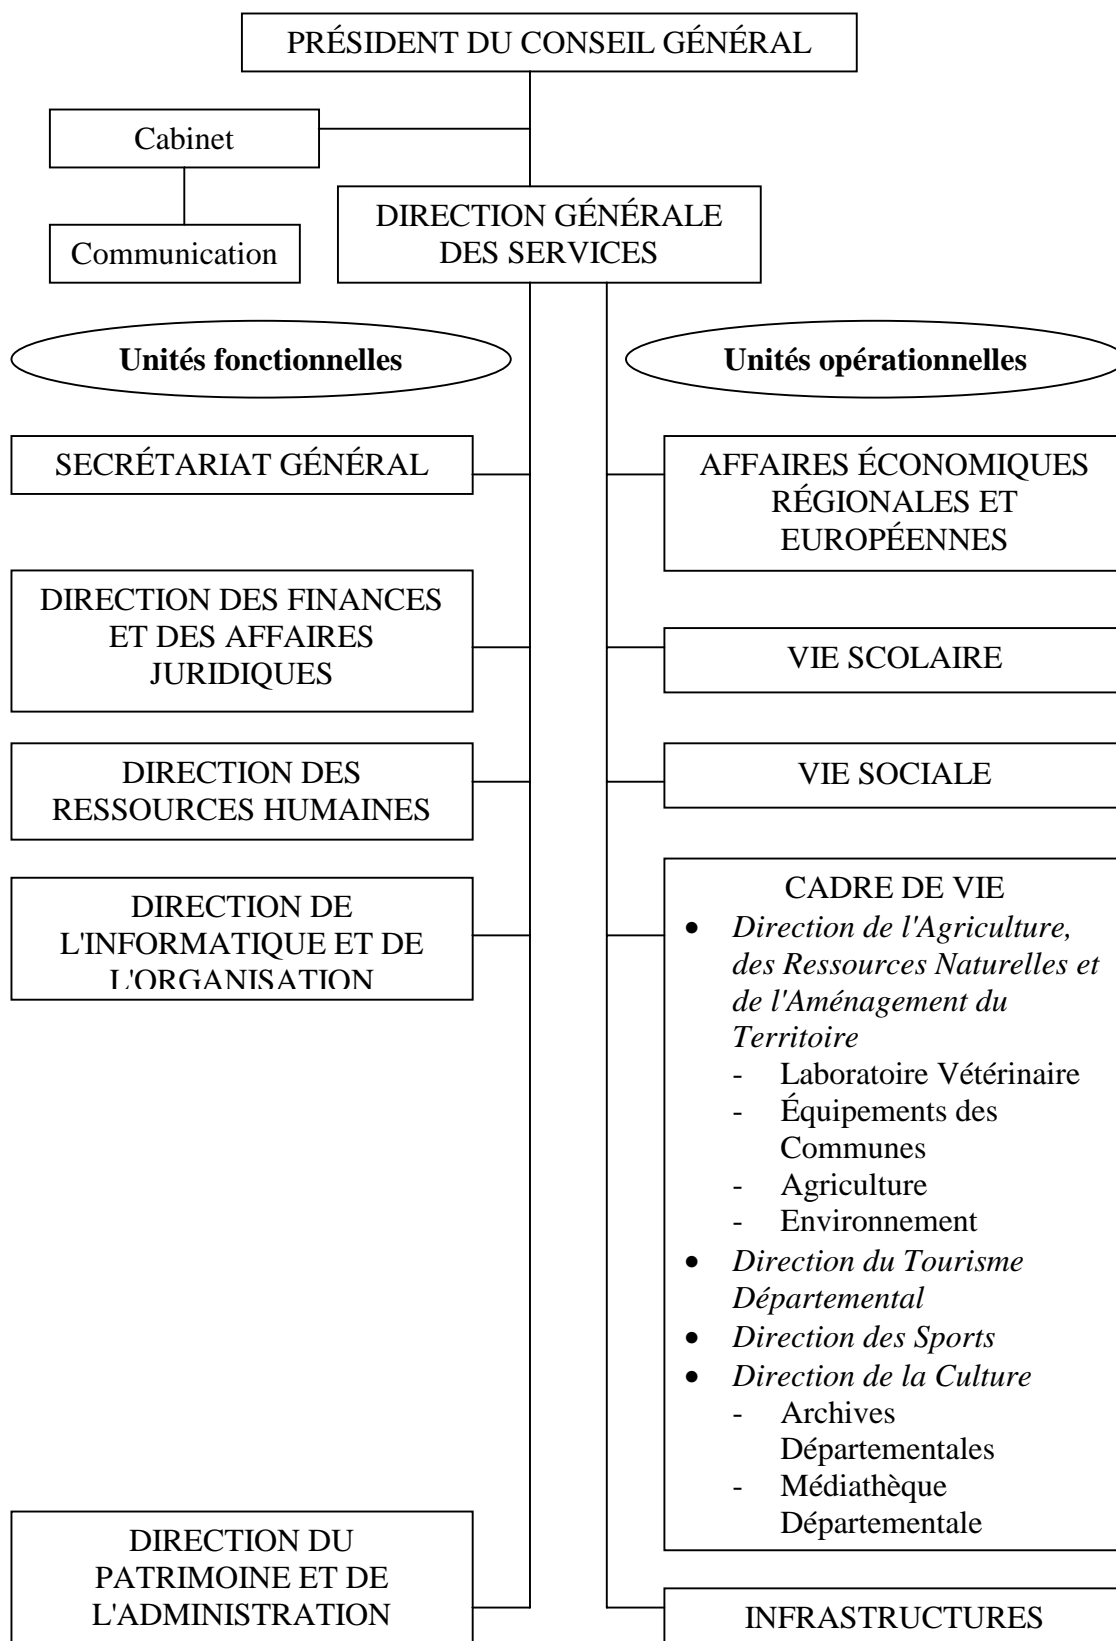 PRÉSIDENT DU CONSEIL GÉNÉRAL
Cabinet
Communication
DIRECTION GÉNÉRALE
DES SERVICES
Unités fonctionnelles
Unités opérationnelles
SECRÉTARIAT GÉNÉRAL
DIRECTION DES FINANCES
ET DES AFFAIRES
JURIDIQUES
DIRECTION DES
RESSOURCES HUMAINES
DIRECTION DE
L'INFORMATIQUE ET DE
L'ORGANISATION
DIRECTION DU
PATRIMOINE ET DE
L'ADMINISTRATION
AFFAIRES ÉCONOMIQUES
RÉGIONALES ET
EUROPÉENNES
VIE SCOLAIRE
VIE SOCIALE
CADRE DE VIE
• Direction de l'Agriculture,
des Ressources Naturelles et
de l'Aménagement du
Territoire
- Laboratoire Vétérinaire
- Équipements des
Communes
- Agriculture
- Environnement
• Direction du Tourisme
Départemental
• Direction des Sports
• Direction de la Culture
- Archives
Départementales
- Médiathèque
Départementale
INFRASTRUCTURES